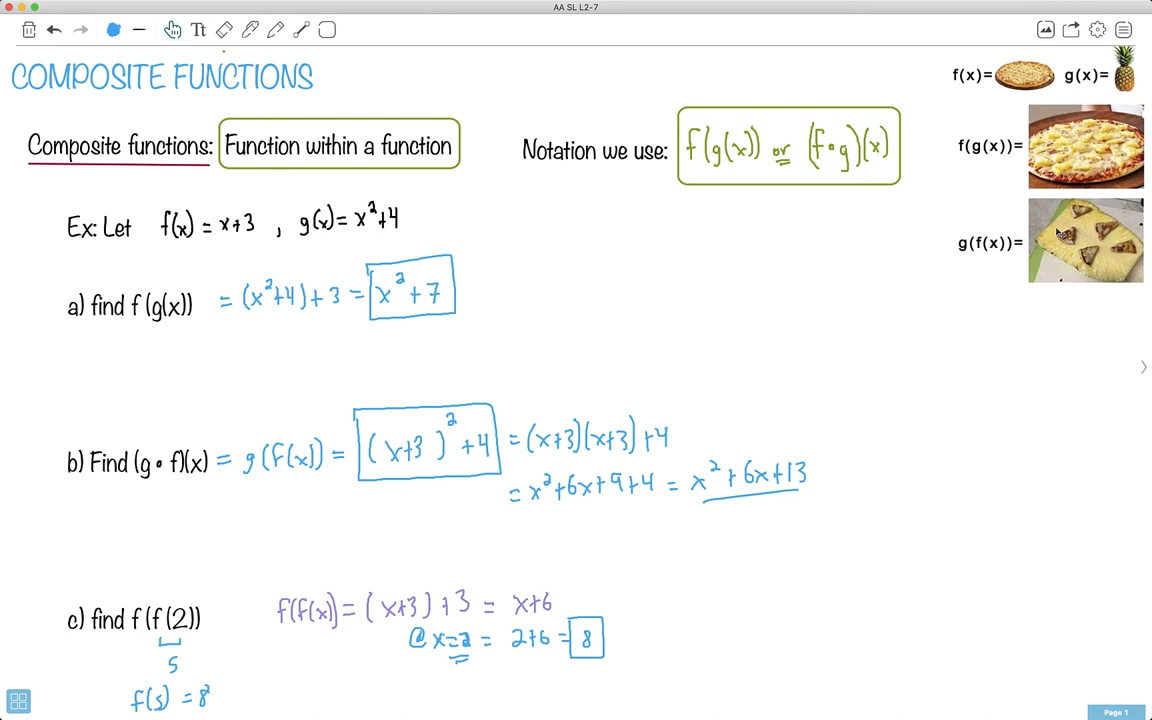 AA SL L2-7
Tt
COMPOSITE FUNCTIONS
f(x)= g(x)=
Composite functions: Function within a function
Notation we use: f(g(x)) or (f∘g)(x)
f(g(x))=
g(f(x))=
Ex: Let f(x) = x+3 , g(x) = x²+4
a) find f (g(x)) = (x²+4)+3 = x²+7
b) Find (g∘f)(x) = g(f(x)) = (x+3)²+4 = (x+3)(x+3)+4
= x²+6x+9+4 = x²+6x+13
c) find f (f (2)) f(f(x)) = (x+3)+3 = x+6
@ x=2 = 2+6 = 8
5
f(5) = 8
Page 1